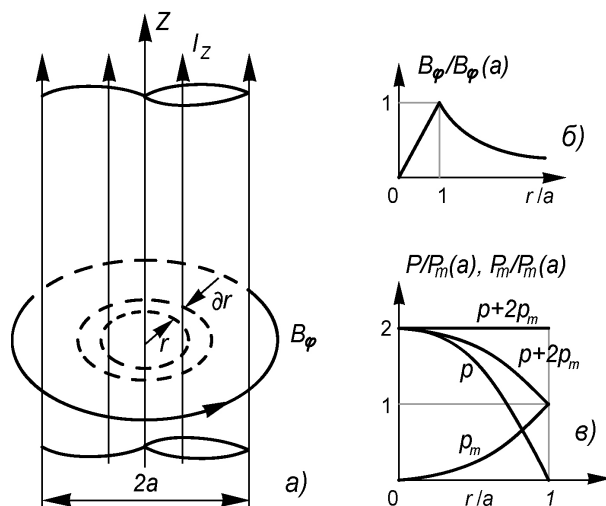 Z
I_Z
∂r
r
B_φ
2a
а)
B_φ/B_φ(a)
1
б)
0
1
r/a
P/P_m(a), P_m/P_m(a)
p+2p_m
2
p+2p_m
p
1
p_m
в)
0
r/a
1